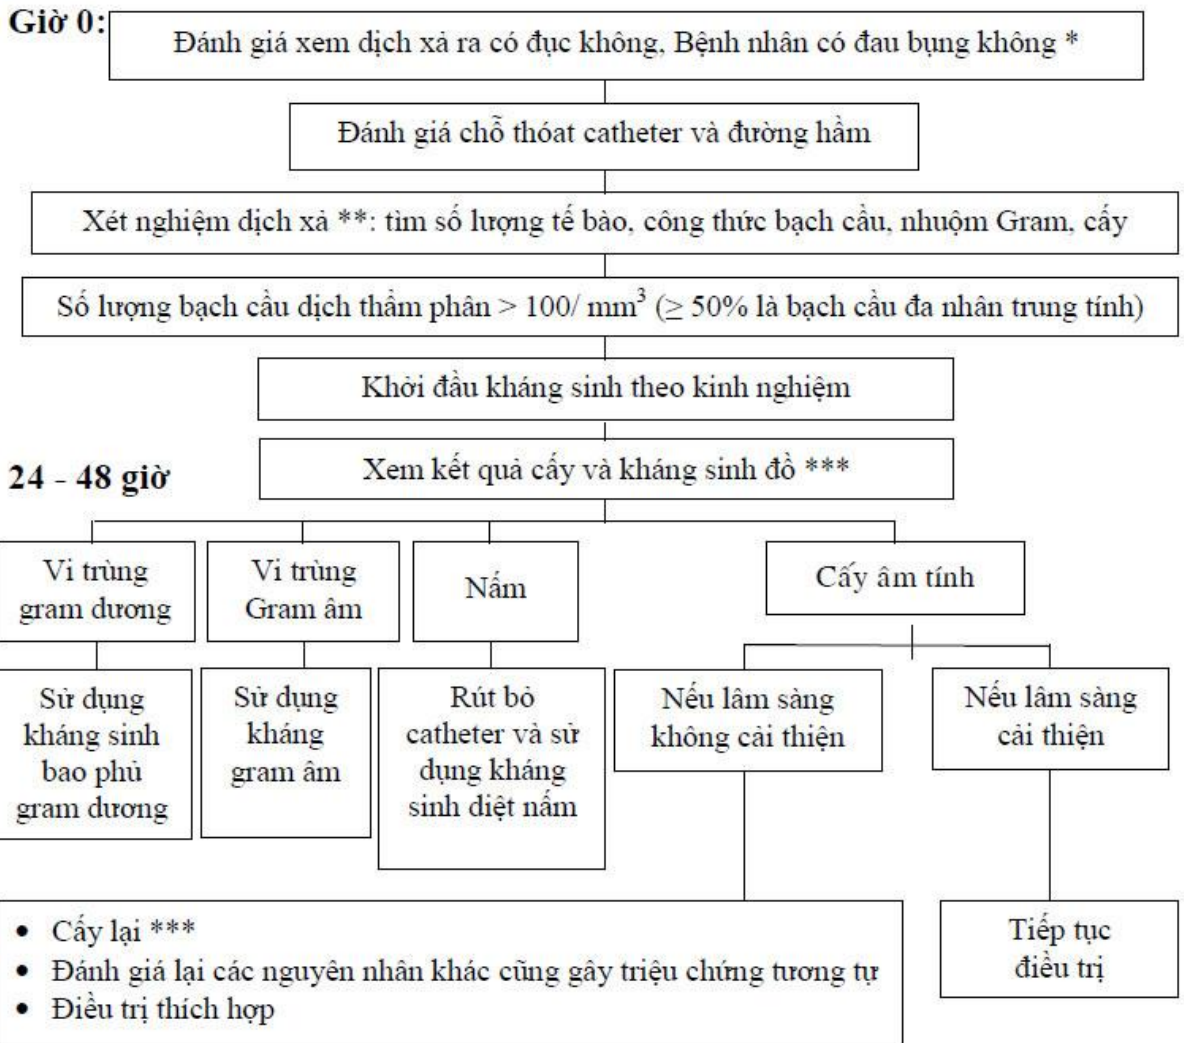 Giờ 0:
Đánh giá xem dịch xả ra có đục không, Bệnh nhân có đau bụng không *
Đánh giá chỗ thóat catheter và đường hầm
Xét nghiệm dịch xả **: tìm số lượng tế bào, công thức bạch cầu, nhuộm Gram, cấy
Số lượng bạch cầu dịch thẩm phân > 100/ mm³ (≥ 50% là bạch cầu đa nhân trung tính)
Khởi đầu kháng sinh theo kinh nghiệm
24 - 48 giờ
Xem kết quả cấy và kháng sinh đồ ***
Vi trùng
gram dương
Vi trùng
Gram âm
Nấm
Cấy âm tính
Sử dụng
kháng sinh
bao phủ
gram dương
Sử dụng
kháng
gram âm
Rút bỏ
catheter và sử
dụng kháng
sinh diệt nấm
Nếu lâm sàng
không cải thiện
Nếu lâm sàng
cải thiện
• Cấy lại ***
• Đánh giá lại các nguyên nhân khác cũng gây triệu chứng tương tự
• Điều trị thích hợp
Tiếp tục
điều trị